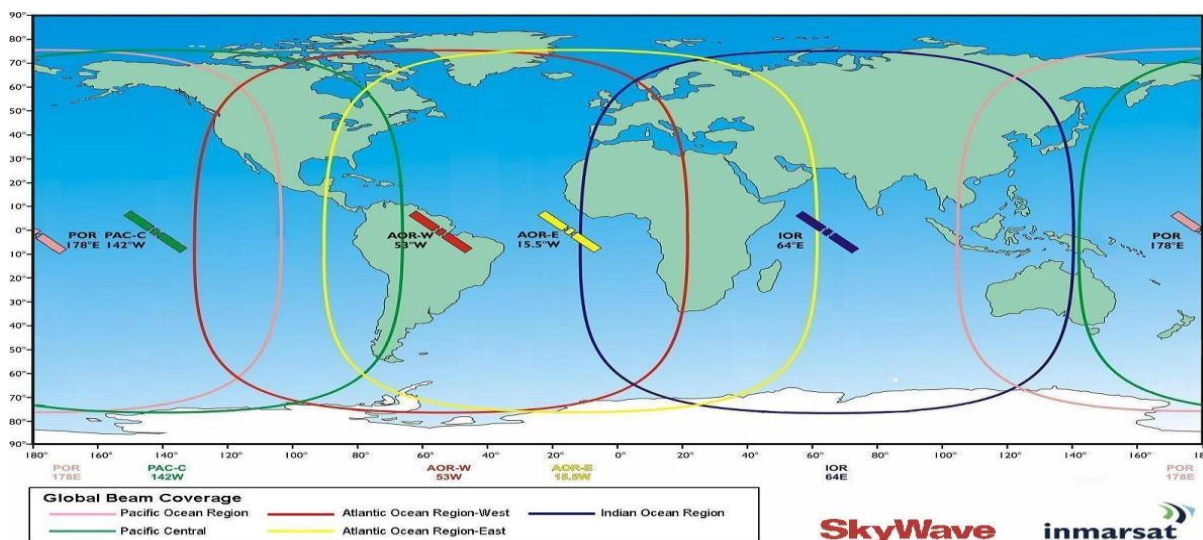 90°
80°
70°
60°
50°
40°
30°
20°
10°
0°
10°
20°
30°
40°
50°
60°
70°
80°
90°
POR
178°E
PAC-C
142°W
AOR-W
53°W
AOR-E
15.5°W
IOR
64°E
POR
178°E
180 160 140 120 100 80 60 40 20 0° 20 40 60 80 100 120 140 160 180
POR
178E
PAC-C
142W
AOR-W
53W
AOR-E
15.5W
IOR
64E
POR
178E
Global Beam Coverage
Pacific Ocean Region Atlantic Ocean Region-West Indian Ocean Region
Pacific Central Atlantic Ocean Region-East
SkyWave inmarsat